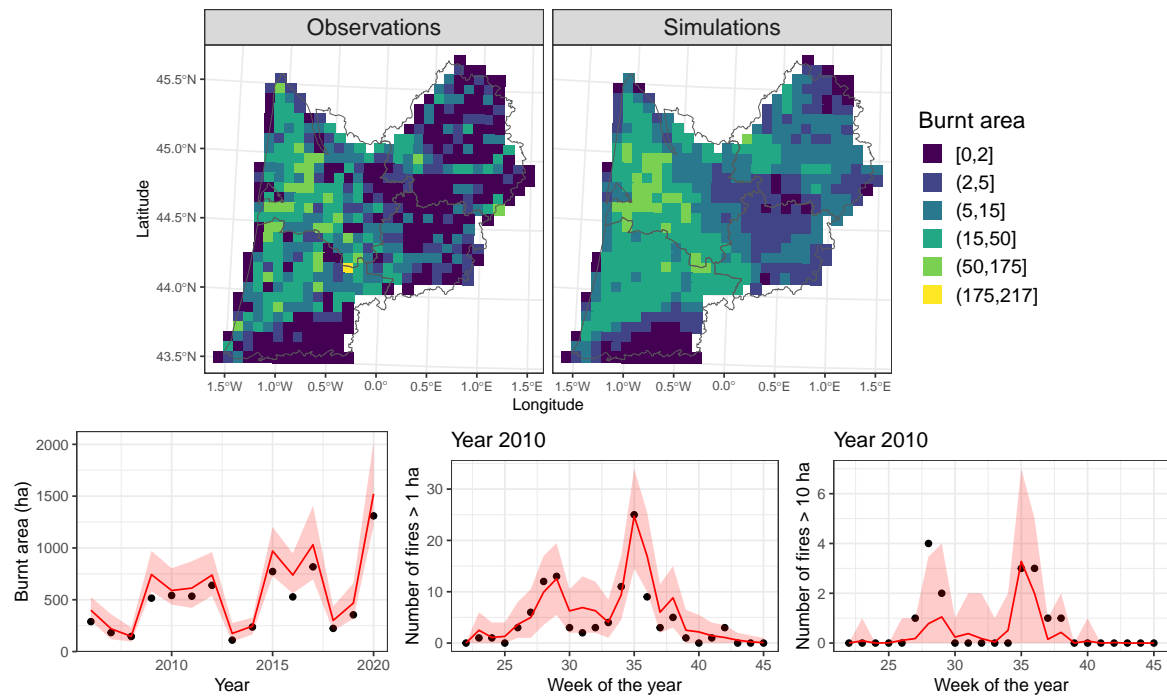 Observations Simulations
45.5°N
45.0°N
44.5°N
44.0°N
43.5°N
Latitude
1.5°W 1.0°W 0.5°W 0.0° 0.5°E 1.0°E 1.5°E 1.5°W 1.0°W 0.5°W 0.0° 0.5°E 1.0°E 1.5°E
Longitude
Burnt area
[0,2]
(2,5]
(5,15]
(15,50]
(50,175]
(175,217]
2000
1500
1000
500
0
Burnt area (ha)
2010 2015 2020
Year
Year 2010
30
20
10
0
Number of fires > 1 ha
25 30 35 40 45
Week of the year
Year 2010
6
4
2
0
Number of fires > 10 ha
25 30 35 40 45
Week of the year